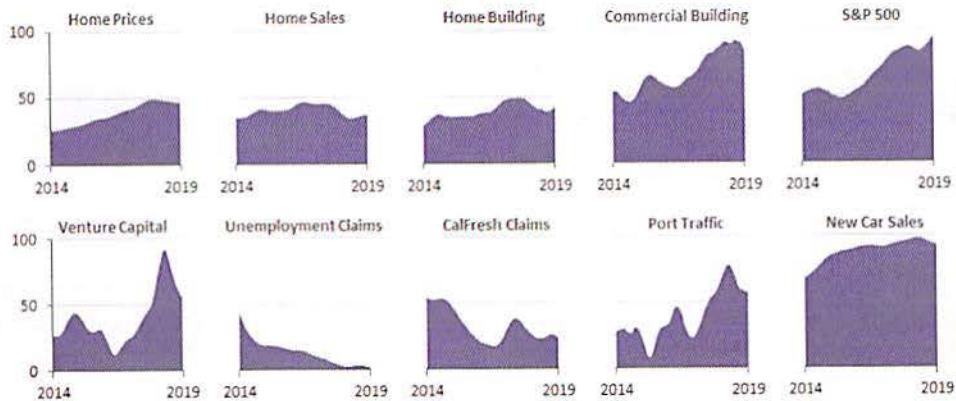 Home Prices Home Sales Home Building Commercial Building S&P 500
100
50
0
2014 2019 2014 2019 2014 2019 2014 2019 2014 2019
Venture Capital Unemployment Claims CalFresh Claims Port Traffic New Car Sales
100
50
0
2014 2019 2014 2019 2014 2019 2014 2019 2014 2019